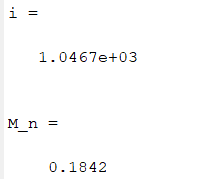 i =
1.0467e+03
M_n =
0.1842